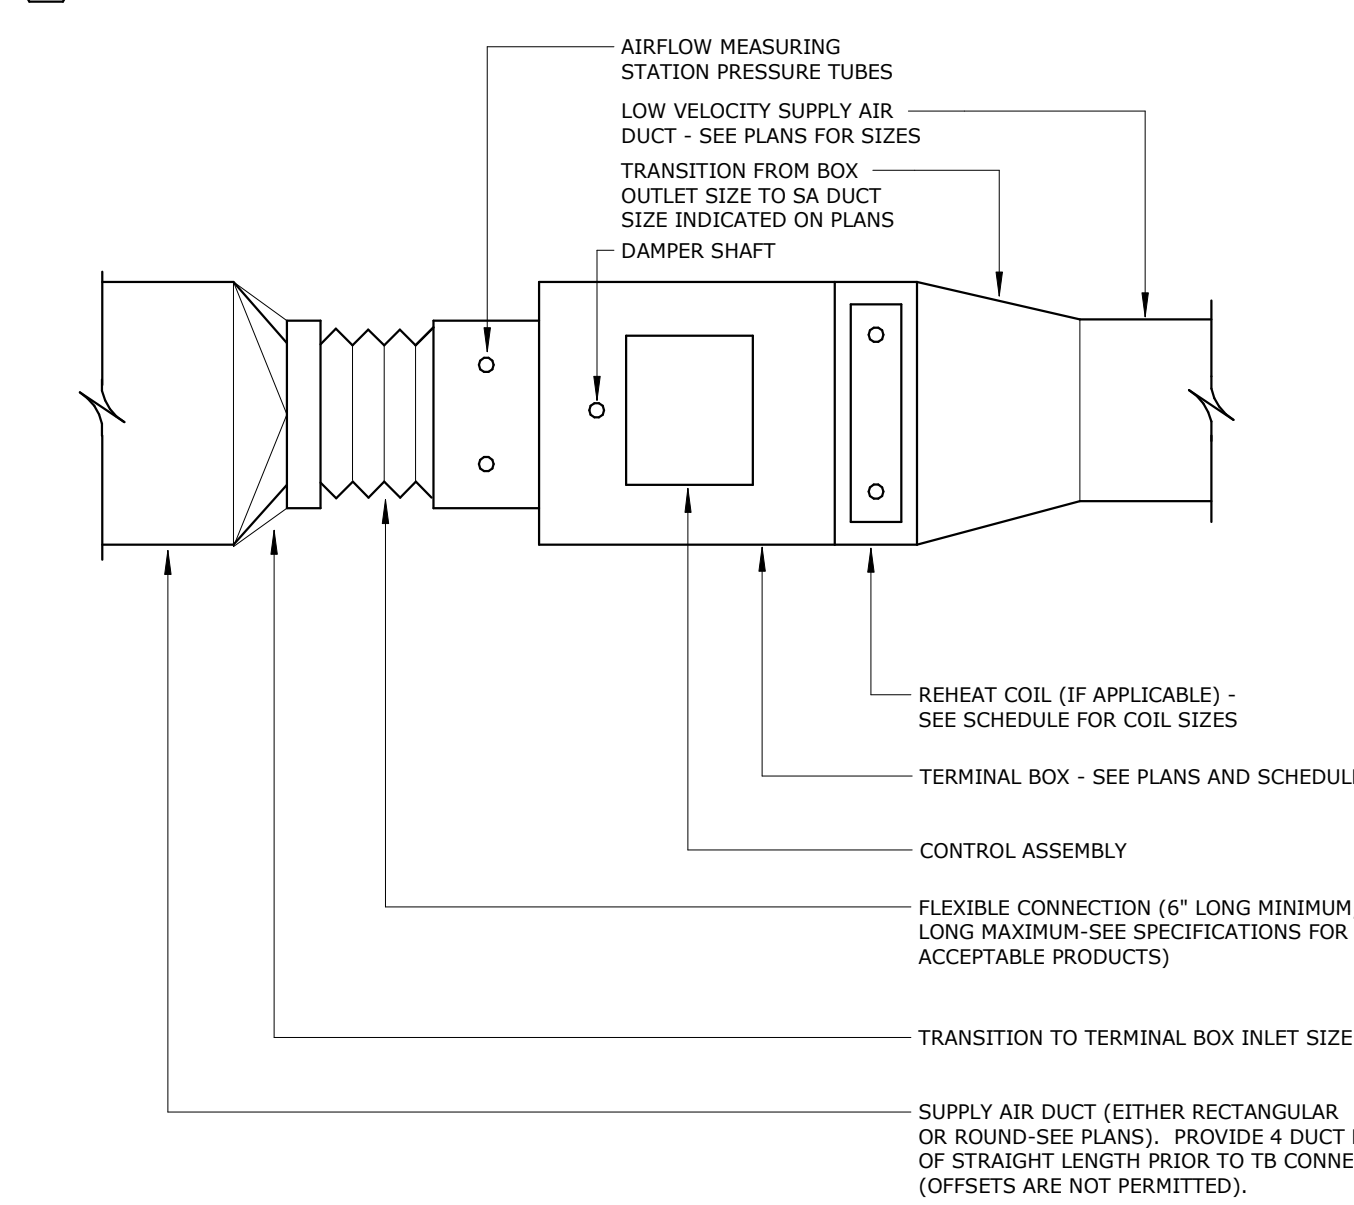 AIRFLOW MEASURING
STATION PRESSURE TUBES
LOW VELOCITY SUPPLY AIR
DUCT - SEE PLANS FOR SIZES
TRANSITION FROM BOX
OUTLET SIZE TO SA DUCT
SIZE INDICATED ON PLANS
DAMPER SHAFT
REHEAT COIL (IF APPLICABLE) -
SEE SCHEDULE FOR COIL SIZES
TERMINAL BOX - SEE PLANS AND
CONTROL ASSEMBLY
FLEXIBLE CONNECTION (6" LONG MINIMUM,
LONG MAXIMUM-SEE SPECIFICATIONS FOR
ACCEPTABLE PRODUCTS)
TRANSITION TO TERMINAL BOX INLET SIZE
SUPPLY AIR DUCT (EITHER RECTANGULAR
OR ROUND-SEE PLANS). PROVIDE 4 DUCT
OF STRAIGHT LENGTH PRIOR TO TB
(OFFSETS ARE NOT PERMITTED).